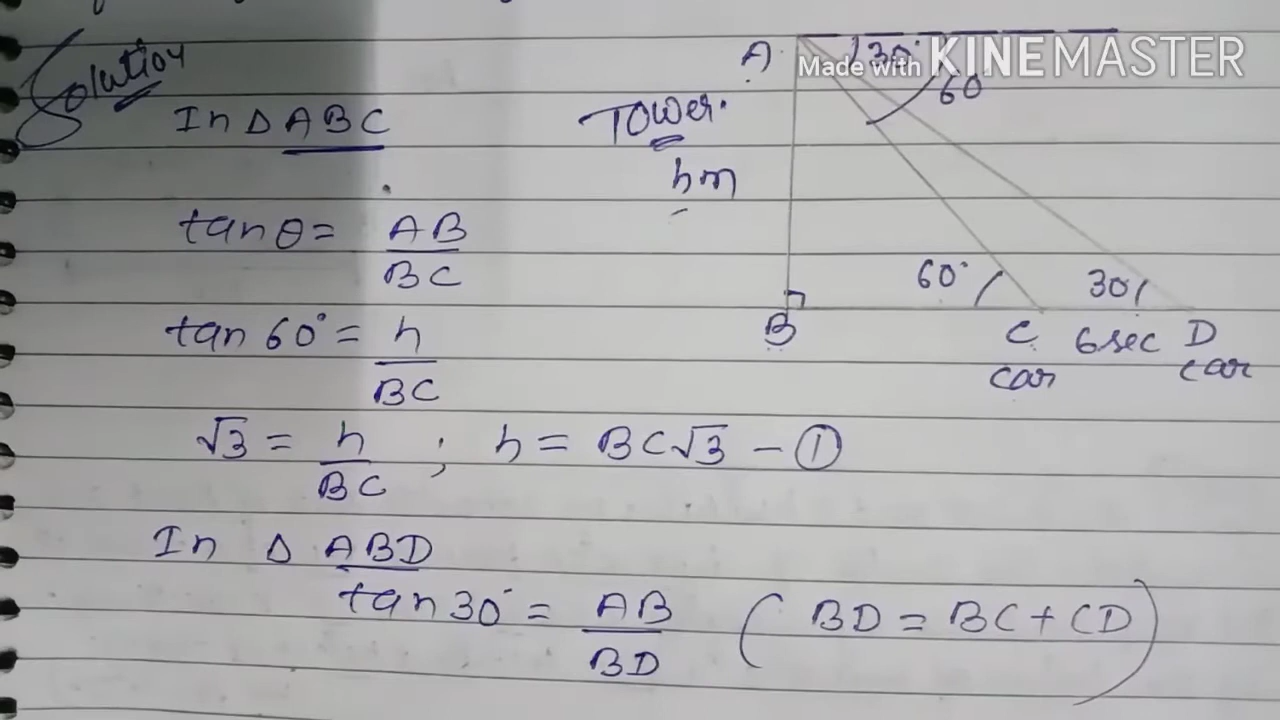 Solution
In Δ ABC
tanθ = AB/BC
tan 60° = h/BC
√3 = h/BC ; h = BC√3 - ①
In Δ ABD
tan 30° = AB/BD ( BD = BC + CD )
A 30°
Made with KINEMASTER
60
Tower.
hm
60° 30
B C 6sec D
car car